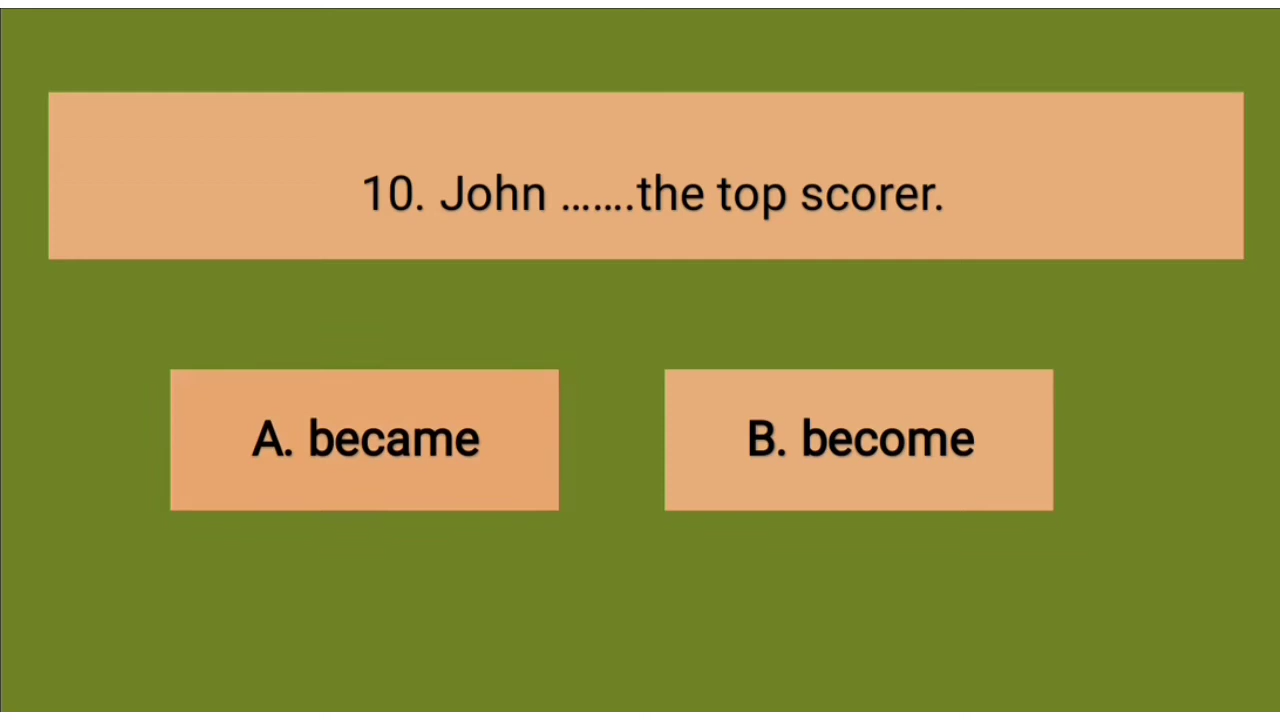 10. John .......the top scorer.
A. became
B. become